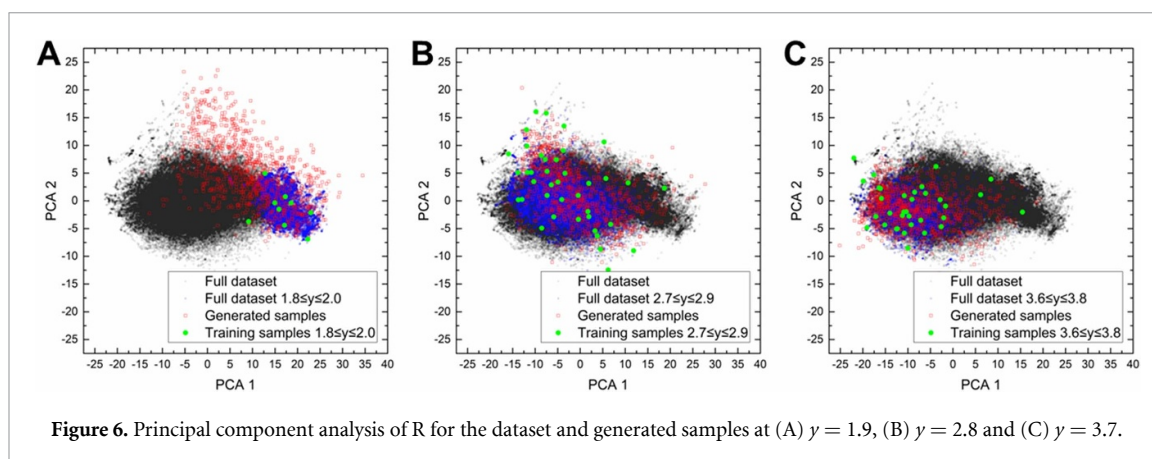 A
25
20
15
10
5
0
-5
-10
-15
-20
-25
PCA 2
Full dataset
Full dataset 1.8≤y≤2.0
Generated samples
Training samples 1.8≤y≤2.0
-25 -20 -15 -10 -5 0 5 10 15 20 25 30 35 40
PCA 1
B
25
20
15
10
5
0
-5
-10
-15
-20
-25
PCA 2
Full dataset
Full dataset 2.7≤y≤2.9
Generated samples
Training samples 2.7≤y≤2.9
-25 -20 -15 -10 -5 0 5 10 15 20 25 30 35 40
PCA 1
C
25
20
15
10
5
0
-5
-10
-15
-20
-25
PCA 2
Full dataset
Full dataset 3.6≤y≤3.8
Generated samples
Training samples 3.6≤y≤3.8
-25 -20 -15 -10 -5 0 5 10 15 20 25 30 35 40
PCA 1
Figure 6. Principal component analysis of R for the dataset and generated samples at (A) y = 1.9, (B) y = 2.8 and (C) y = 3.7.